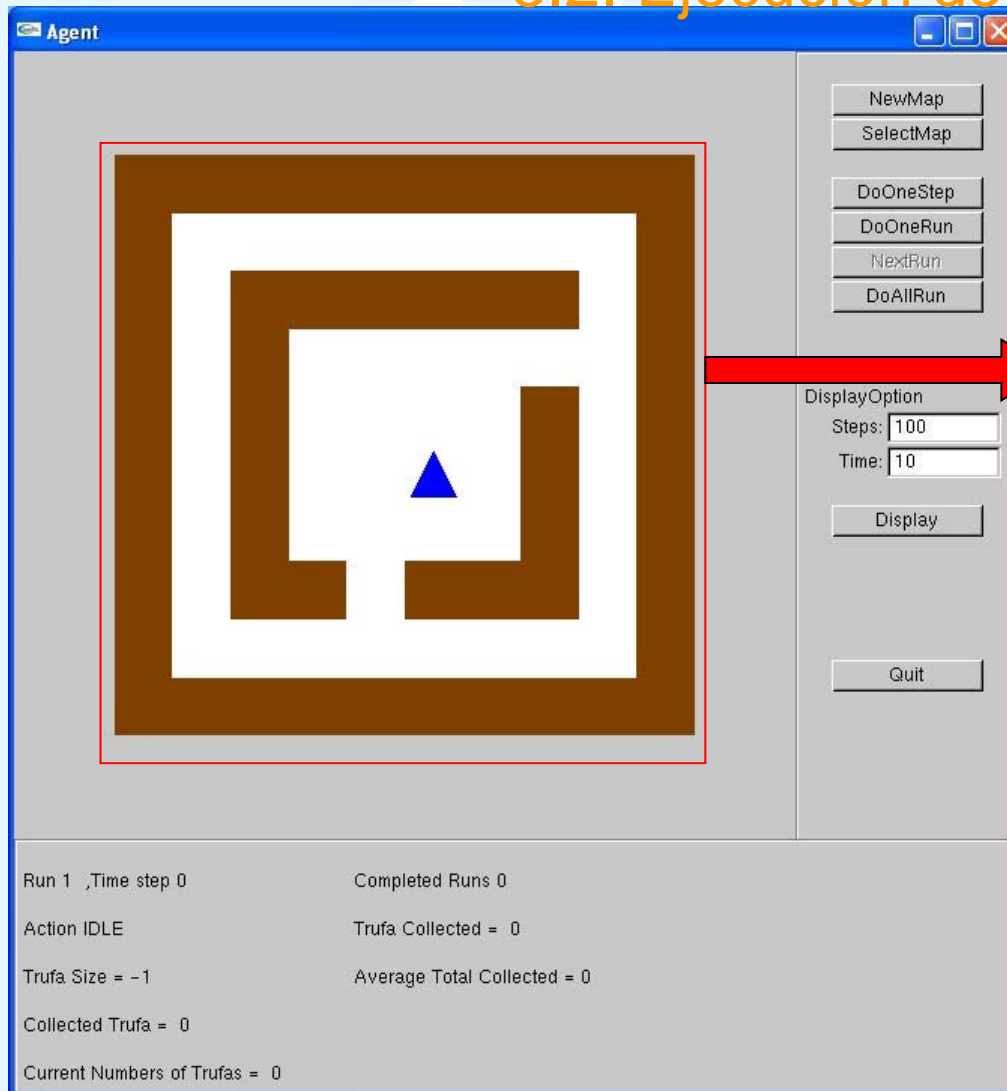 Agent
NewMap
SelectMap
DoOneStep
DoOneRun
NextRun
DoAllRun
DisplayOption
Steps: 100
Time: 10
Display
Quit
Run 1 ,Time step 0
Completed Runs 0
Action IDLE
Trufa Collected = 0
Trufa Size = -1
Average Total Collected = 0
Collected Trufa = 0
Current Numbers of Trufas = 0